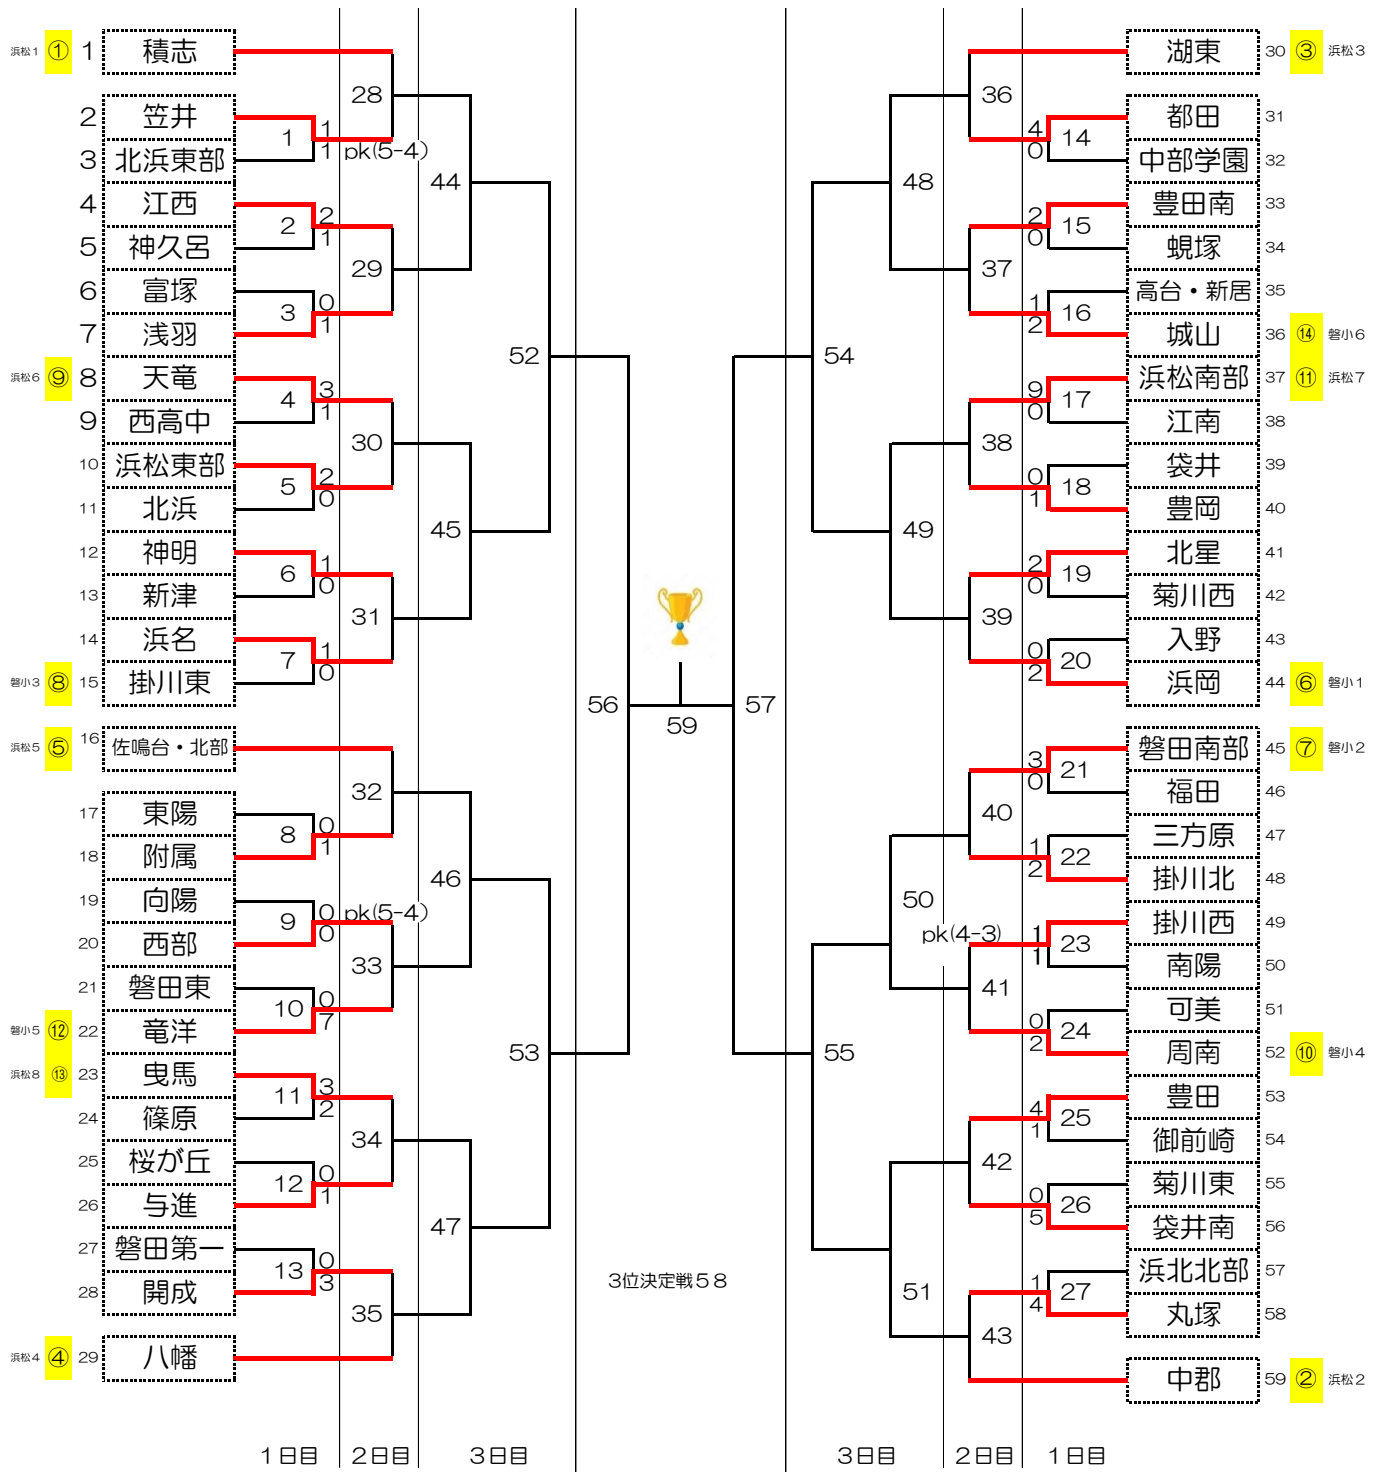 浜松1 ① 1 積志
2 笠井
3 北浜東部
4 江西
5 神久呂
6 富塚
7 浅羽
浜松6 ⑨ 8 天竜
9 西高中
10 浜松東部
11 北浜
12 神明
13 新津
14 浜名
磐小3 ⑧ 15 掛川東
浜松5 ⑤ 16 佐鳴台・北部
17 東陽
18 附属
19 向陽
20 西部
21 磐田東
磐小5 ⑫ 22 竜洋
浜松8 ⑬ 23 曳馬
24 篠原
25 桜が丘
26 与進
27 磐田第一
28 開成
浜松4 ④ 29 八幡
1 1 1 pk(5-4)
2 2 1
3 0 1
4 3 1
5 2 0
6 1 0
7 1 0
8 0 1
9 0 0 pk(5-4)
10 0 7
11 3 2
12 0 1
13 0 3
28
29
30
31
32
33
34
35
44
45
46
47
52
53
56
59
3位決定戦58
57
54
55
48
49
50
51
36
37
38
39
40
41
42
43
4 0 14
2 0 15
1 2 16
9 0 17
0 1 18
2 0 19
0 2 20
3 0 21
1 2 22
pk(4-3) 1 1 23
0 2 24
4 1 25
0 5 26
1 4 27
湖東 30 ③ 浜松3
都田 31
中部学園 32
豊田南 33
蜆塚 34
高台・新居 35
城山 36 ⑭ 磐小6
浜松南部 37 ⑪ 浜松7
江南 38
袋井 39
豊岡 40
北星 41
菊川西 42
入野 43
浜岡 44 ⑥ 磐小1
磐田南部 45 ⑦ 磐小2
福田 46
三方原 47
掛川北 48
掛川西 49
南陽 50
可美 51
周南 52 ⑩ 磐小4
豊田 53
御前崎 54
菊川東 55
袋井南 56
浜北北部 57
丸塚 58
中郡 59 ② 浜松2
1日目 2日目 3日目 3日目 2日目 1日目